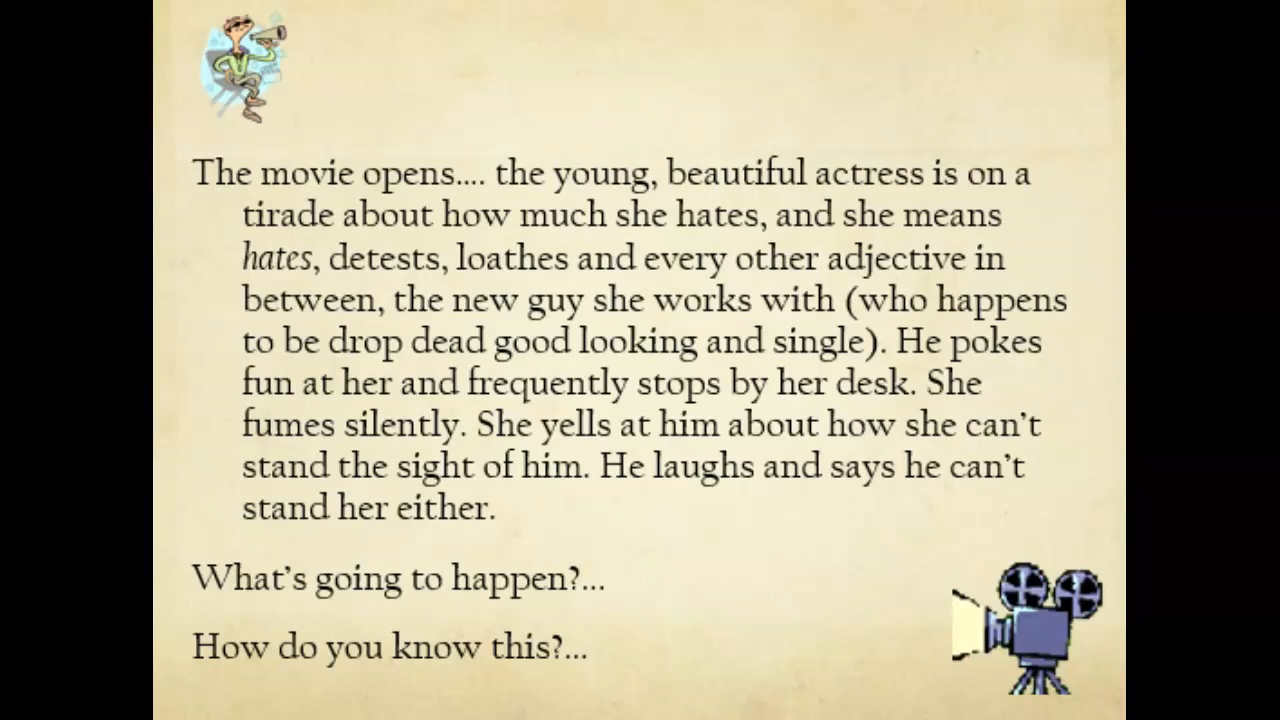 The movie opens.... the young, beautiful actress is on a
tirade about how much she hates, and she means
hates, detests, loathes and every other adjective in
between, the new guy she works with (who happens
to be drop dead good looking and single). He pokes
fun at her and frequently stops by her desk. She
fumes silently. She yells at him about how she can't
stand the sight of him. He laughs and says he can't
stand her either.
What's going to happen?...
How do you know this?...